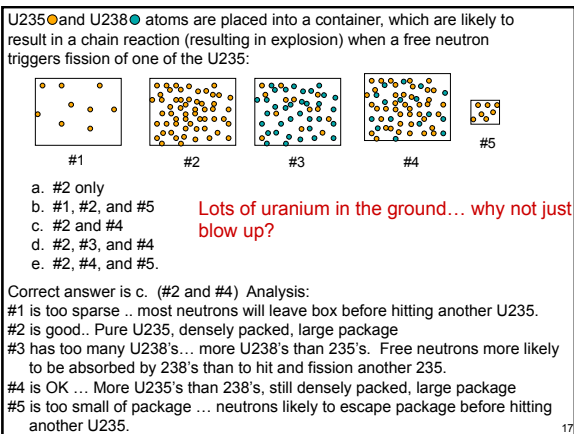 U235 and U238 atoms are placed into a container, which are likely to
result in a chain reaction (resulting in explosion) when a free neutron
triggers fission of one of the U235:
#1
#2
#3
#4
#5
a. #2 only
b. #1, #2, and #5
c. #2 and #4
d. #2, #3, and #4
e. #2, #4, and #5.
Lots of uranium in the ground… why not just
blow up?
Correct answer is c. (#2 and #4) Analysis:
#1 is too sparse .. most neutrons will leave box before hitting another U235.
#2 is good.. Pure U235, densely packed, large package
#3 has too many U238's… more U238's than 235's. Free neutrons more likely
to be absorbed by 238's than to hit and fission another 235.
#4 is OK … More U235's than 238's, still densely packed, large package
#5 is too small of package … neutrons likely to escape package before hitting
another U235.
17